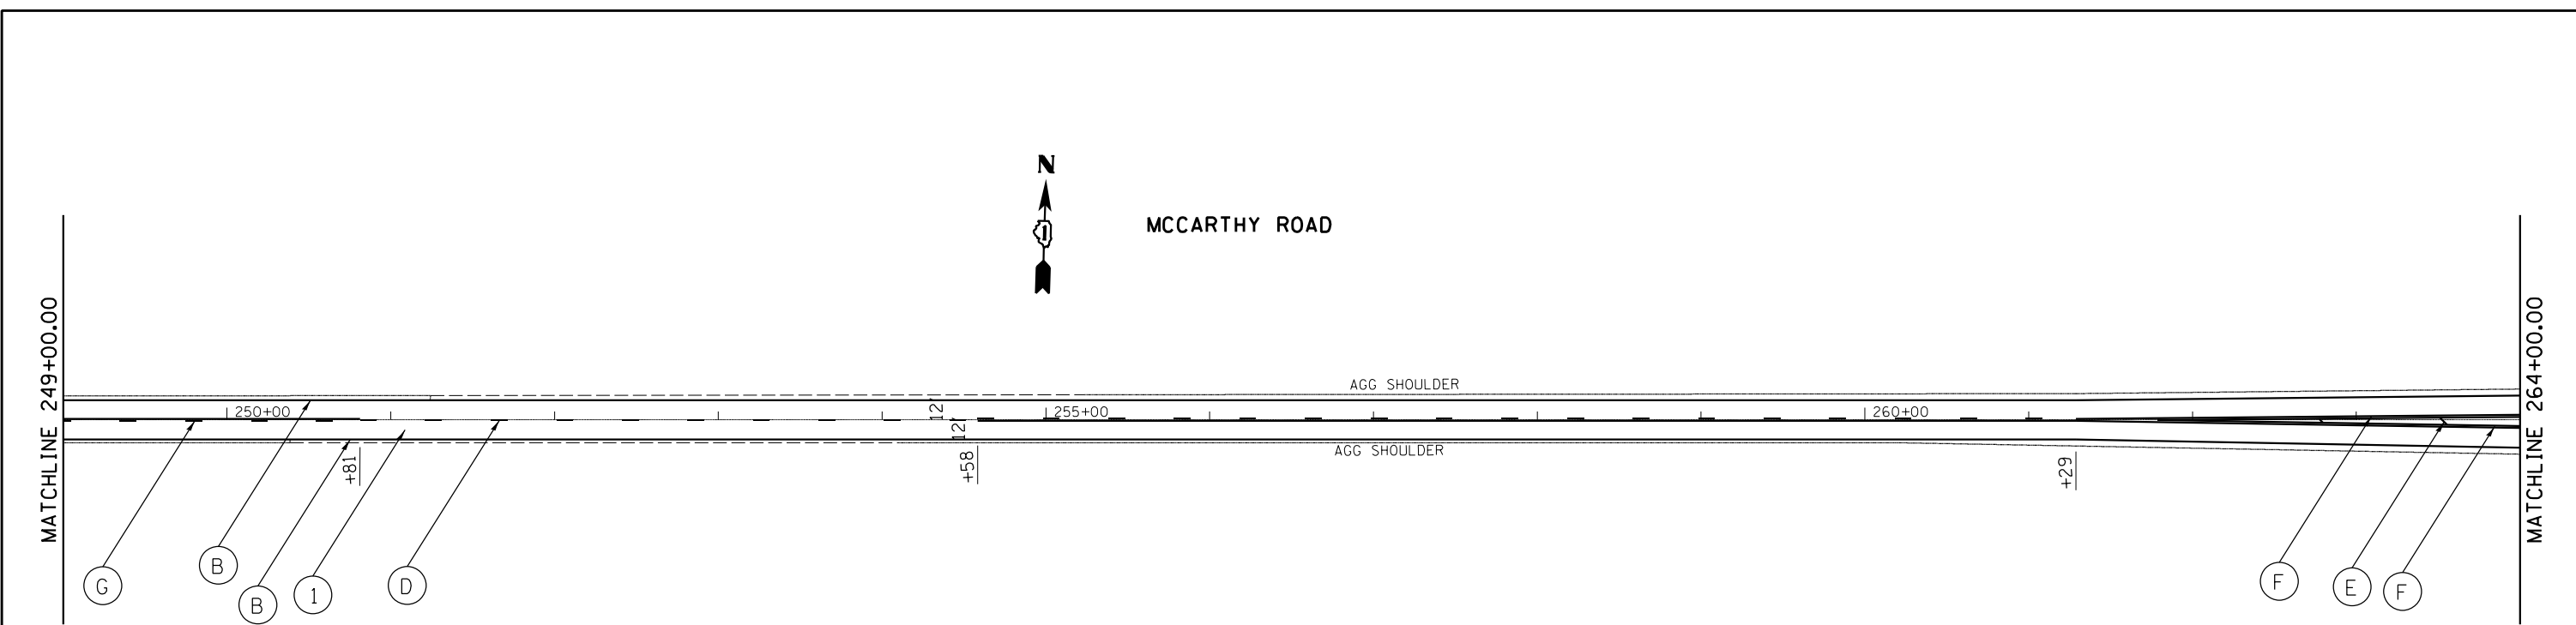 N
MCCARTHY ROAD
MATCHLINE 249+00.00
MATCHLINE 264+00.00
AGG SHOULDER
250+00
12'
255+00
260+00
12'
AGG SHOULDER
+81
+58
+29
G
B
B
1
D
F
E
F